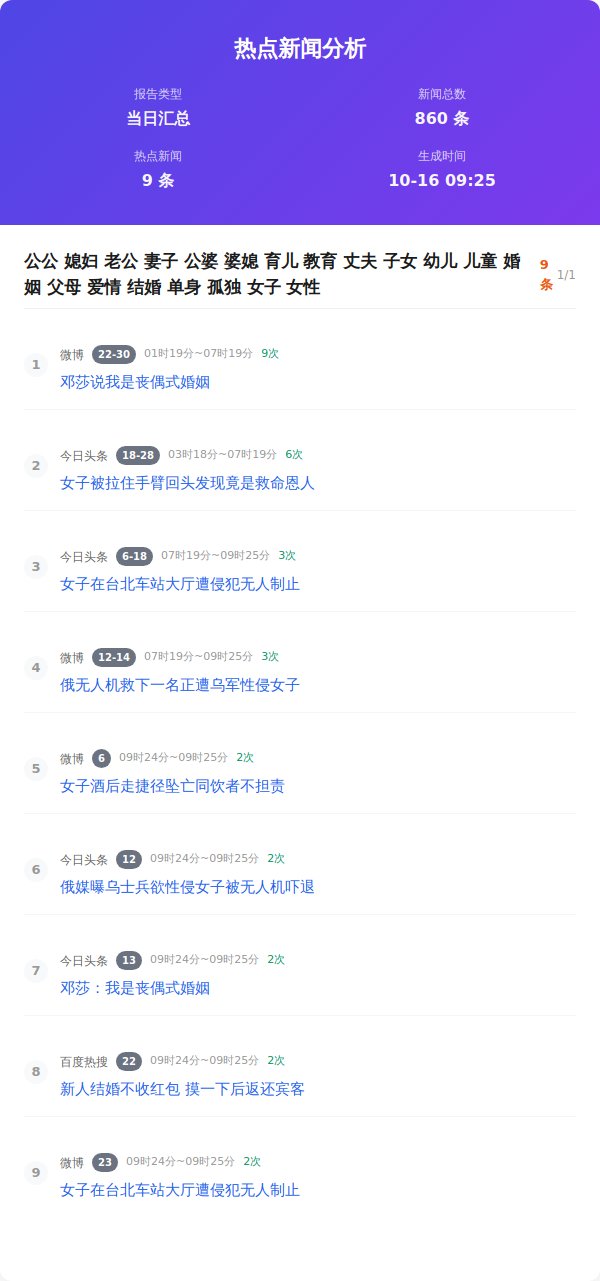 热点新闻分析
报告类型
新闻总数
当日汇总
860 条
热点新闻
生成时间
9 条
10-16 09:25
公公 媳妇 老公 妻子 公婆 婆媳 育儿 教育 丈夫 子女 幼儿 儿童 婚
姻 父母 爱情 结婚 单身 孤独 女子 女性
9
条
1/1
1
微博 22-30 01时19分~07时19分 9次
邓莎说我是丧偶式婚姻
2
今日头条 18-28 03时18分~07时19分 6次
女子被拉住手臂回头发现竟是救命恩人
3
今日头条 6-18 07时19分~09时25分 3次
女子在台北车站大厅遭侵犯无人制止
4
微博 12-14 07时19分~09时25分 3次
俄无人机救下一名正遭乌军性侵女子
5
微博 6 09时24分~09时25分 2次
女子酒后走捷径坠亡同饮者不担责
6
今日头条 12 09时24分~09时25分 2次
俄媒曝乌士兵欲性侵女子被无人机吓退
7
今日头条 13 09时24分~09时25分 2次
邓莎：我是丧偶式婚姻
8
百度热搜 22 09时24分~09时25分 2次
新人结婚不收红包 摸一下后返还宾客
9
微博 23 09时24分~09时25分 2次
女子在台北车站大厅遭侵犯无人制止